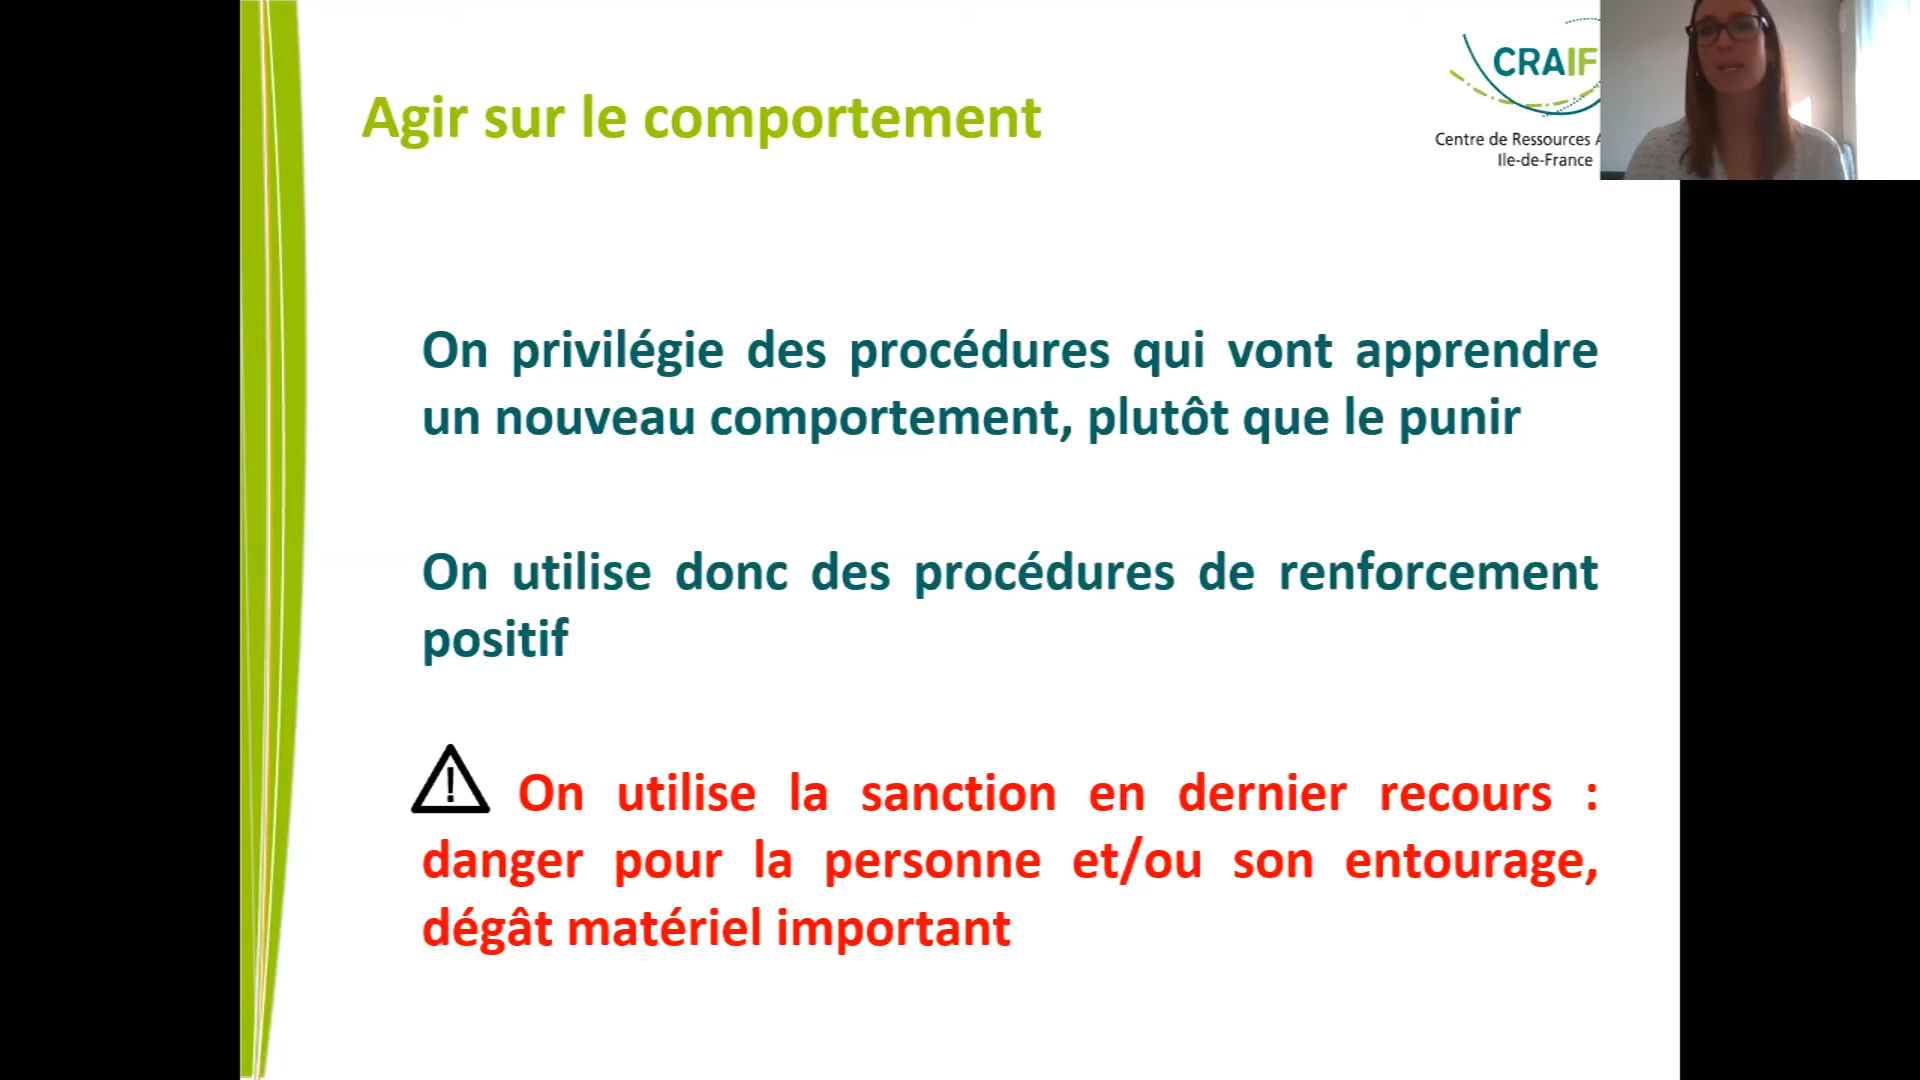 CRAIF
Centre de Ressources
Ile-de-France
Agir sur le comportement
On privilégie des procédures qui vont apprendre
un nouveau comportement, plutôt que le punir
On utilise donc des procédures de renforcement
positif
On utilise la sanction en dernier recours :
danger pour la personne et/ou son entourage,
dégât matériel important